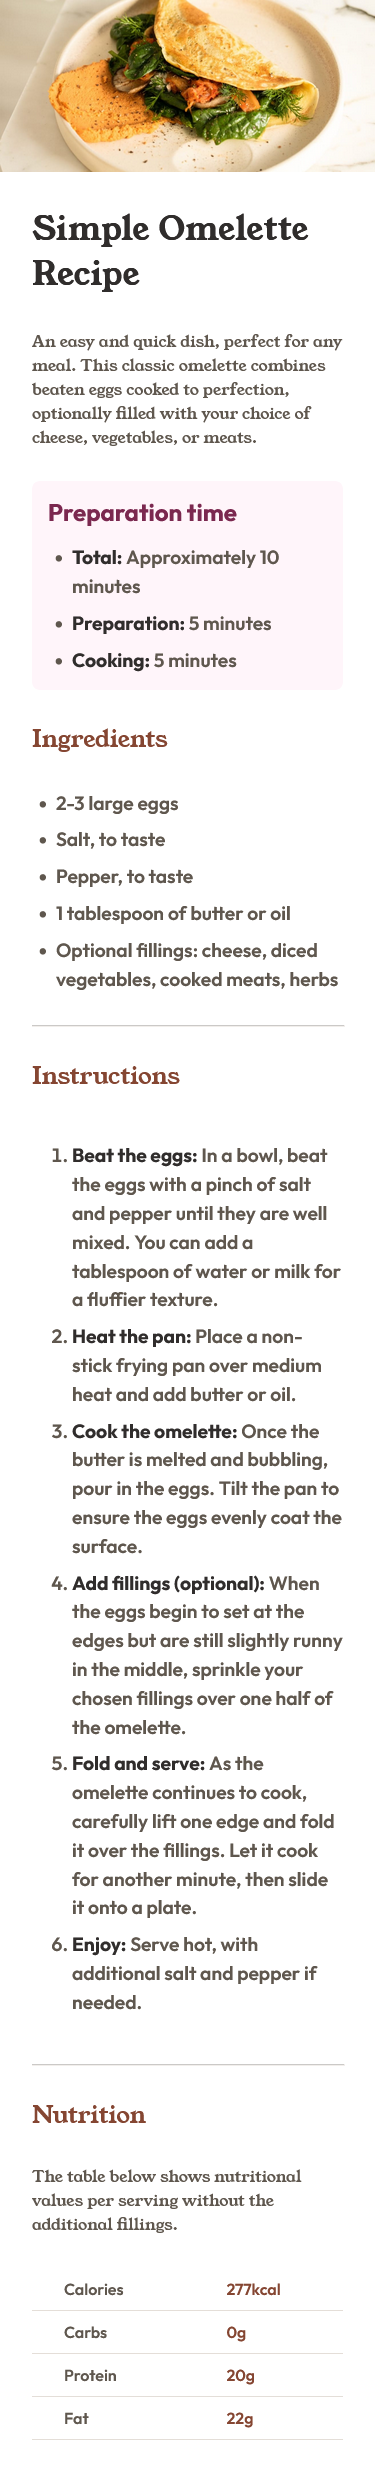 Simple Omelette
Recipe
An easy and quick dish, perfect for any
meal. This classic omelette combines
beaten eggs cooked to perfection,
optionally filled with your choice of
cheese, vegetables, or meats.
Preparation time
• Total: Approximately 10
minutes
• Preparation: 5 minutes
• Cooking: 5 minutes
Ingredients
• 2-3 large eggs
• Salt, to taste
• Pepper, to taste
• 1 tablespoon of butter or oil
• Optional fillings: cheese, diced
vegetables, cooked meats, herbs
Instructions
1. Beat the eggs: In a bowl, beat
the eggs with a pinch of salt
and pepper until they are well
mixed. You can add a
tablespoon of water or milk for
a fluffier texture.
2. Heat the pan: Place a non-
stick frying pan over medium
heat and add butter or oil.
3. Cook the omelette: Once the
butter is melted and bubbling,
pour in the eggs. Tilt the pan to
ensure the eggs evenly coat the
surface.
4. Add fillings (optional): When
the eggs begin to set at the
edges but are still slightly runny
in the middle, sprinkle your
chosen fillings over one half of
the omelette.
5. Fold and serve: As the
omelette continues to cook,
carefully lift one edge and fold
it over the fillings. Let it cook
for another minute, then slide
it onto a plate.
6. Enjoy: Serve hot, with
additional salt and pepper if
needed.
Nutrition
The table below shows nutritional
values per serving without the
additional fillings.
Calories 277kcal
Carbs 0g
Protein 20g
Fat 22g